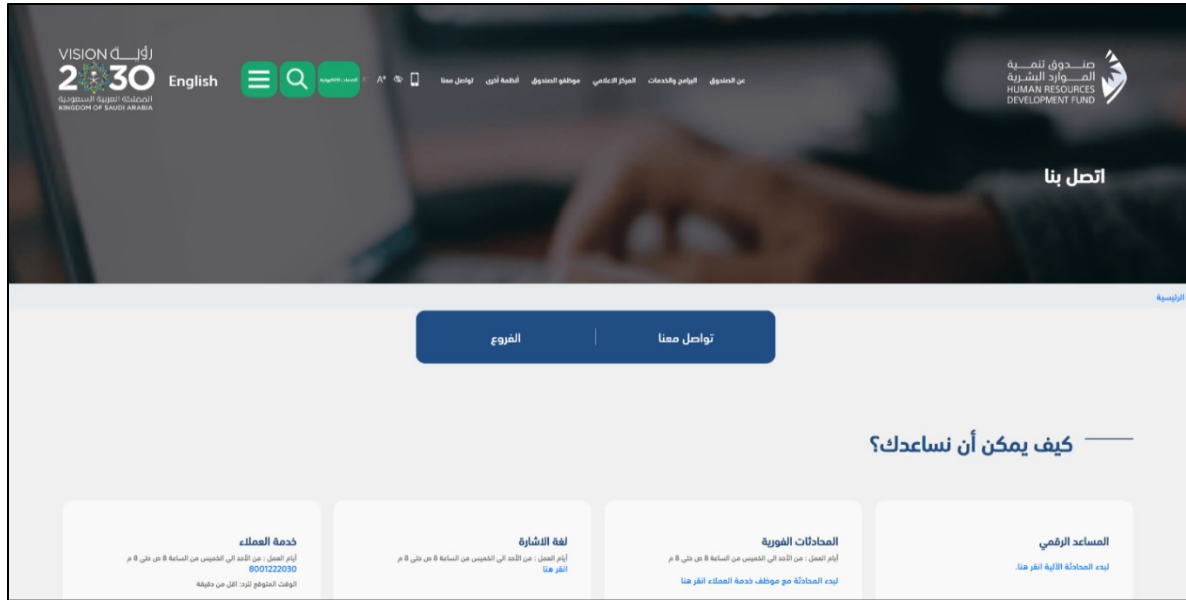 صندوق تنمية
الموارد البشرية
HUMAN RESOURCES
DEVELOPMENT FUND
عن الصندوق
البرامج والخدمات
المركز الاعلامي
موظفو الصندوق
أنظمة أخرى
تواصل معنا
A+
English
VISION رؤية
2030
المملكة العربية السعودية
KINGDOM OF SAUDI ARABIA
اتصل بنا
الرئيسية
تواصل معنا
الفروع
كيف يمكن أن نساعدك؟
المساعد الرقمي
لبدء المحادثة الآلية انقر هنا.
المحادثات الفورية
أيام العمل : من الأحد الى الخميس من الساعة 8 ص حتى 8 م
لبدء المحادثة مع موظف خدمة العملاء انقر هنا
لغة الاشارة
أيام العمل : من الأحد الى الخميس من الساعة 8 ص حتى 8 م
انقر هنا
خدمة العملاء
أيام العمل : من الأحد الى الخميس من الساعة 8 ص حتى 8 م
8001222030
الوقت المتوقع للرد: اقل من دقيقة